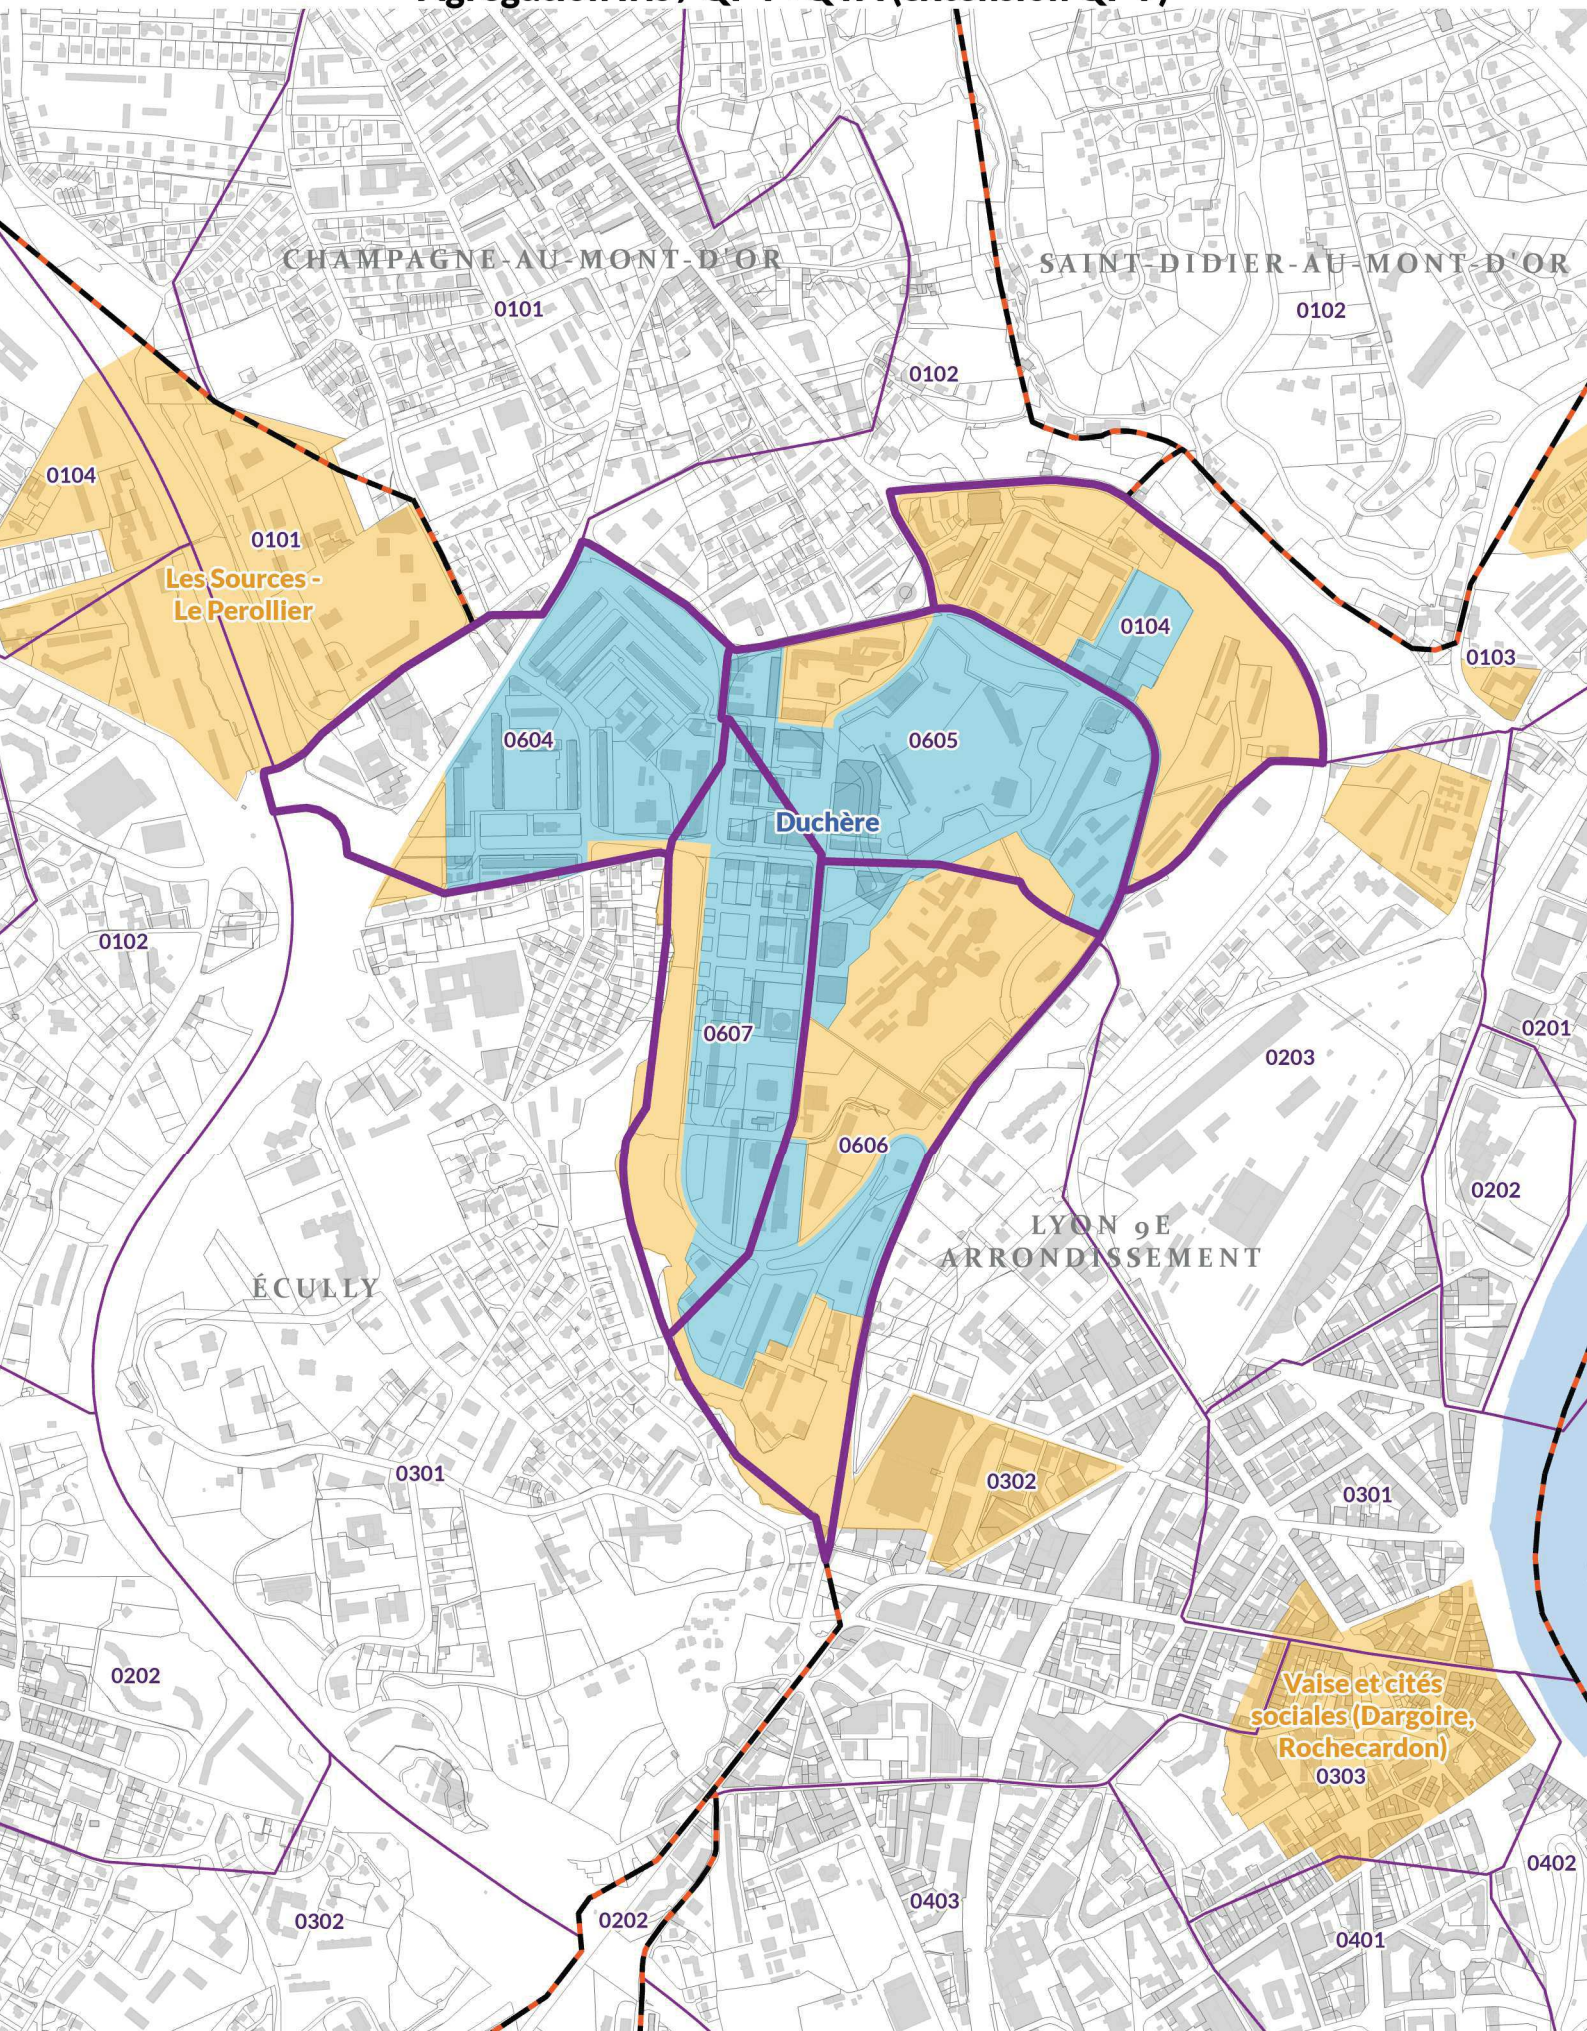 CHAMPAGNE-AU-MONT-D'OR
SAINT-DIDIER-AU-MONT-D'OR
0101
0102
0102
0104
0101
Les Sources -
Le Perollier
0104
0103
0604
0605
Duchère
0102
0607
0203
0201
0606
0202
LYON 9E
ARRONDISSEMENT
ÉCULLY
0301
0302
0301
0202
Vaise et cités
sociales (Dargoire,
Rochecardon)
0303
0402
0302
0202
0403
0401